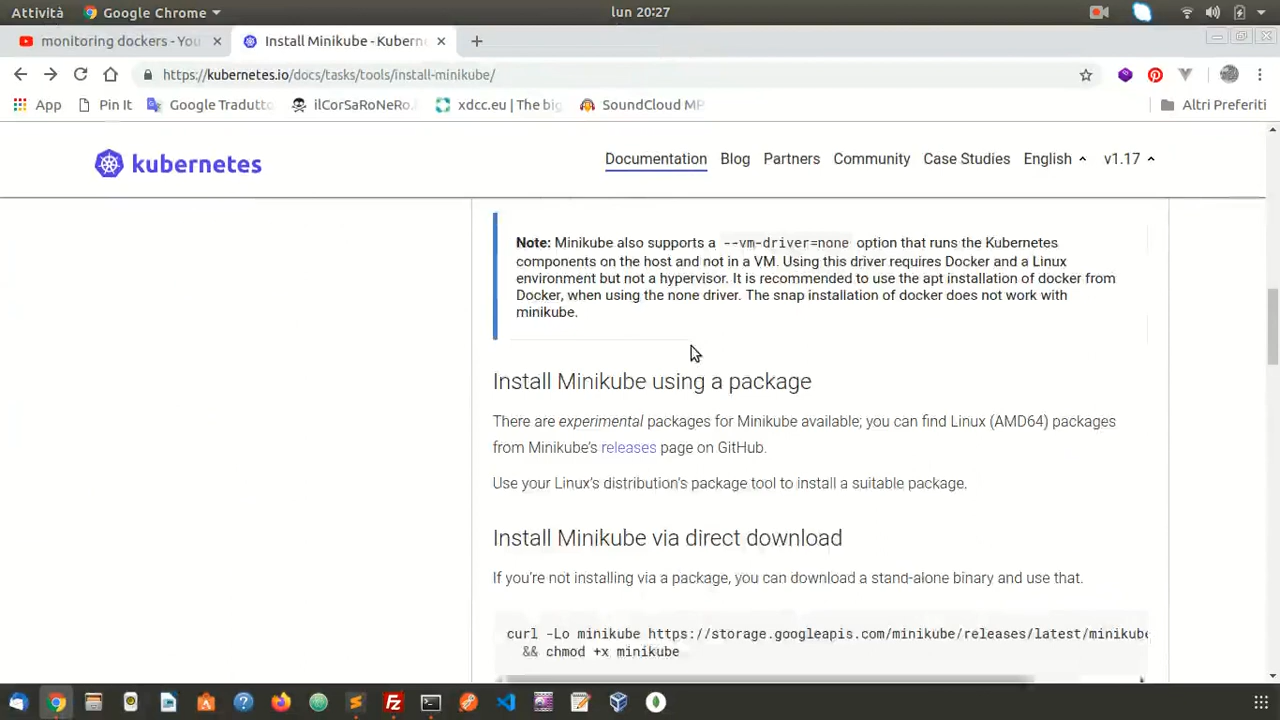 Attività
Google Chrome
lun 20:27
monitoring dockers - You
Install Minikube - Kuberne
https://kubernetes.io/docs/tasks/tools/install-minikube/
App
Pin It
Google Tradutto
ilCorSaRoNeRo.
xdcc.eu | The big
SoundCloud MP
Altri Preferiti
kubernetes
Documentation
Blog
Partners
Community
Case Studies
English
v1.17
Note: Minikube also supports a --vm-driver=none option that runs the Kubernetes
components on the host and not in a VM. Using this driver requires Docker and a Linux
environment but not a hypervisor. It is recommended to use the apt installation of docker from
Docker, when using the none driver. The snap installation of docker does not work with
minikube.
Install Minikube using a package
There are experimental packages for Minikube available; you can find Linux (AMD64) packages
from Minikube's releases page on GitHub.
Use your Linux's distribution's package tool to install a suitable package.
Install Minikube via direct download
If you're not installing via a package, you can download a stand-alone binary and use that.
curl -Lo minikube https://storage.googleapis.com/minikube/releases/latest/minikube
&& chmod +x minikube